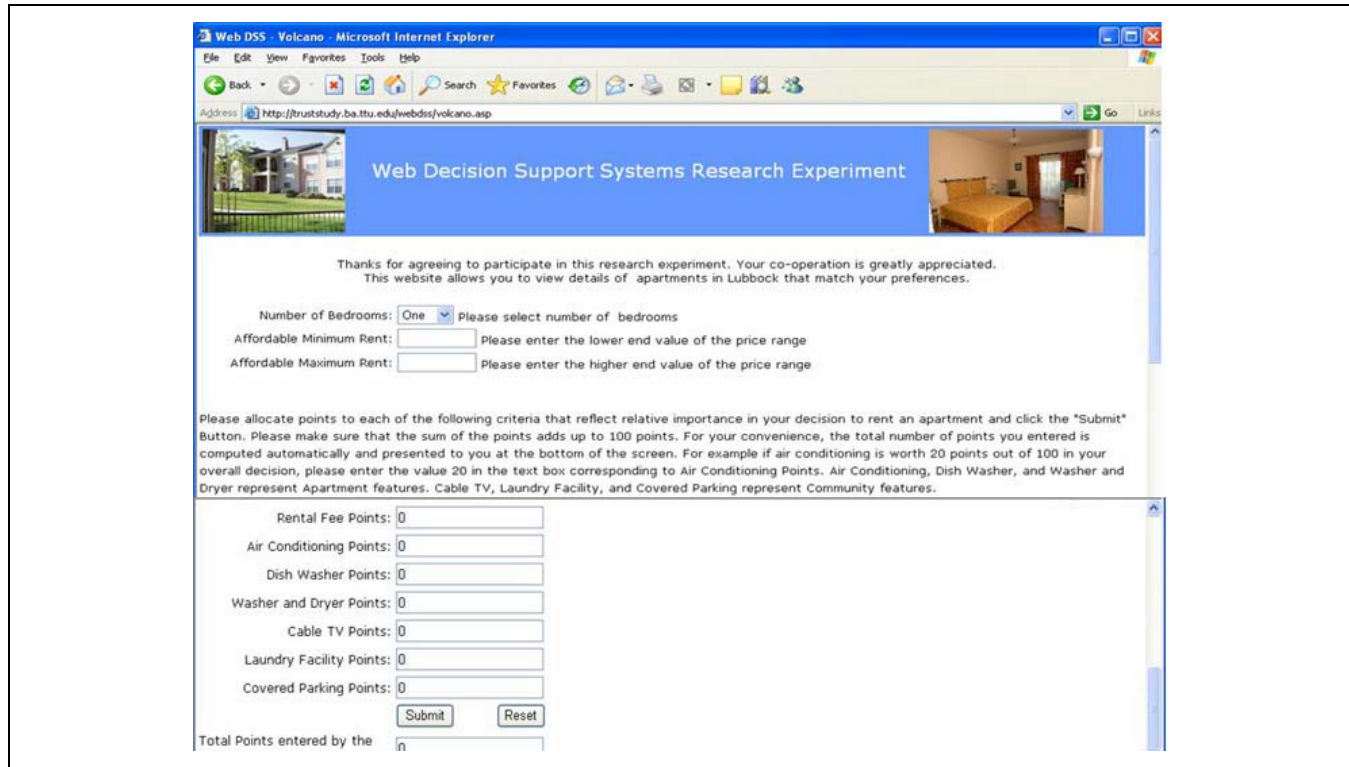 Web DSS - Volcano - Microsoft Internet Explorer
File Edit View Favorites Tools Help
Back Search Favorites
Address http://truststudy.ba.ttu.edu/webdss/volcano.asp Go Links
Web Decision Support Systems Research Experiment
Thanks for agreeing to participate in this research experiment. Your co-operation is greatly appreciated.
This website allows you to view details of apartments in Lubbock that match your preferences.
Number of Bedrooms: One Please select number of bedrooms
Affordable Minimum Rent: Please enter the lower end value of the price range
Affordable Maximum Rent: Please enter the higher end value of the price range
Please allocate points to each of the following criteria that reflect relative importance in your decision to rent an apartment and click the "Submit"
Button. Please make sure that the sum of the points adds up to 100 points. For your convenience, the total number of points you entered is
computed automatically and presented to you at the bottom of the screen. For example if air conditioning is worth 20 points out of 100 in your
overall decision, please enter the value 20 in the text box corresponding to Air Conditioning Points. Air Conditioning, Dish Washer, and Washer and
Dryer represent Apartment features. Cable TV, Laundry Facility, and Covered Parking represent Community features.
Rental Fee Points: 0
Air Conditioning Points: 0
Dish Washer Points: 0
Washer and Dryer Points: 0
Cable TV Points: 0
Laundry Facility Points: 0
Covered Parking Points: 0
Submit Reset
Total Points entered by the 0